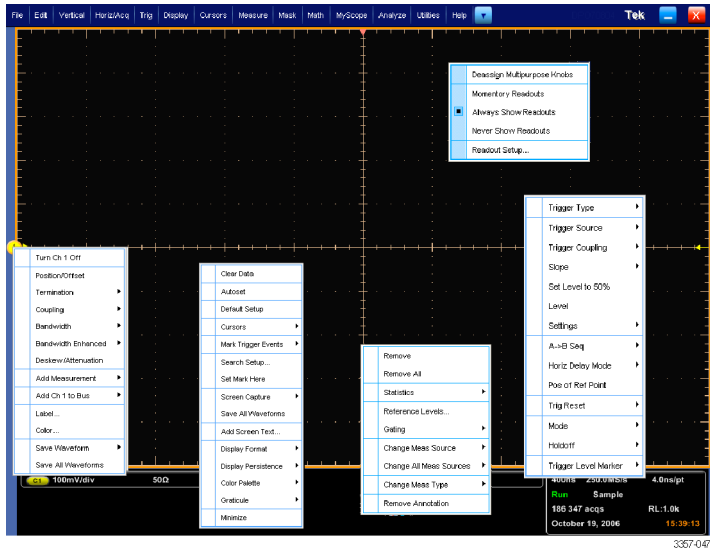 File Edit Vertical Horiz/Acq Trig Display Cursors Measure Mask Math MyScope Analyze Utilities Help Tek X
Deassign Multipurpose Knobs
Momentory Readouts
Always Show Readouts
Never Show Readouts
Readout Setup...
Trigger Type
Trigger Source
Trigger Coupling
Slope
Set Level to 50%
Level
Settings
A->B Seq
Horiz Delay Mode
Pos of Ref Point
Trig Reset
Mode
Holdoff
Trigger Level Marker
Turn Ch 1 Off
Position/Offset
Termination
Coupling
Bandwidth
Bandwidth Enhanced
Deskew/Attenuation
Add Measurement
Add Ch 1 to Bus
Label...
Color...
Save Waveform
Save All Waveforms
Clear Data
Autoset
Default Setup
Cursors
Mark Trigger Events
Search Setup...
Set Mark Here
Screen Capture
Save All Waveforms
Add Screen Text...
Display Format
Display Persistence
Color Palette
Graticule
Minimize
Remove
Remove All
Statistics
Reference Levels...
Gating
Change Meas Source
Change All Meas Sources
Change Meas Type
Remove Annotation
C1 100mV/div 50Ω
400ns 250.0MS/s 4.0ns/pt
Run Sample
186 347 acqs RL:1.0k
October 19, 2006 15:39:13
3357-047